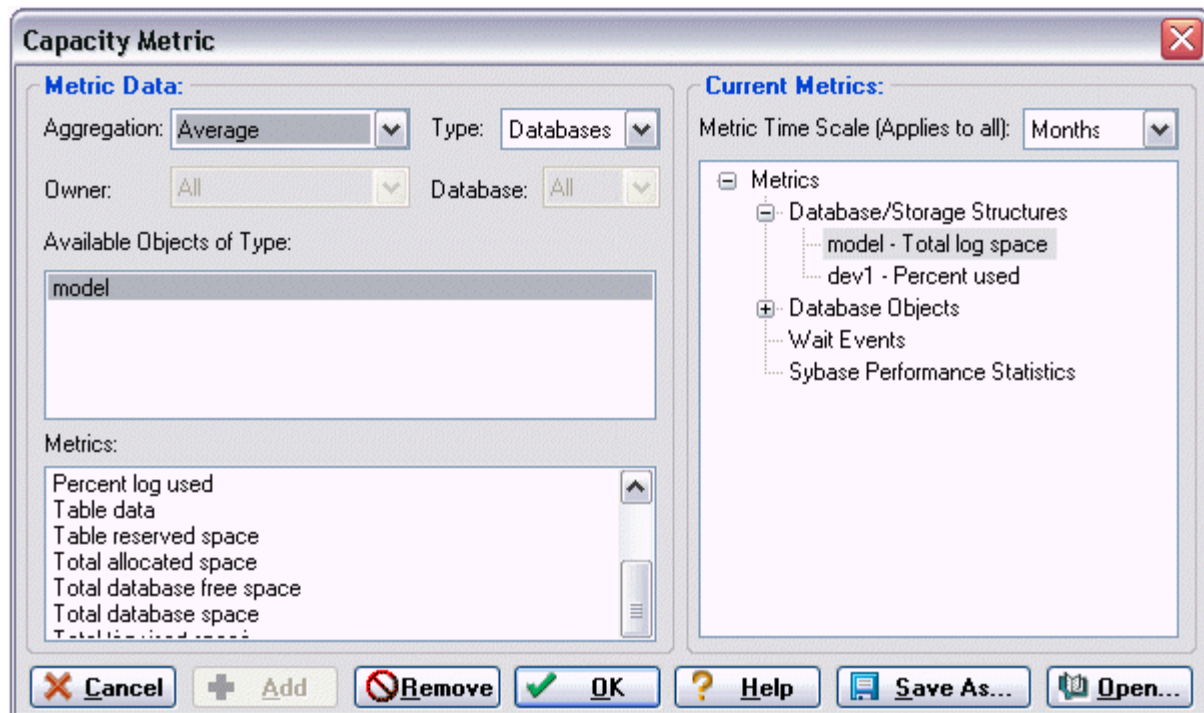 Capacity Metric
Metric Data:
Aggregation: Average Type: Databases
Owner: All Database: All
Available Objects of Type:
model
Metrics:
Percent log used
Table data
Table reserved space
Total allocated space
Total database free space
Total database space
Current Metrics:
Metric Time Scale (Applies to all): Months
Metrics
Database/Storage Structures
model - Total log space
dev1 - Percent used
Database Objects
Wait Events
Sybase Performance Statistics
Cancel Add Remove OK Help Save As... Open...